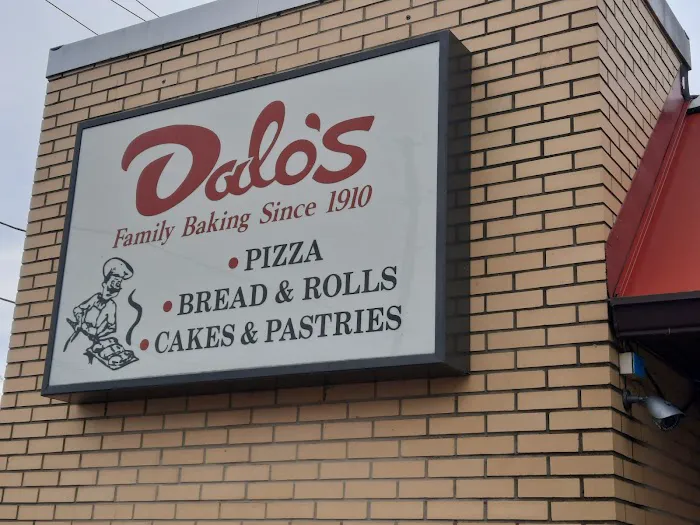 Dalo's
Family Baking Since 1910
• PIZZA
• BREAD & ROLLS
• CAKES & PASTRIES